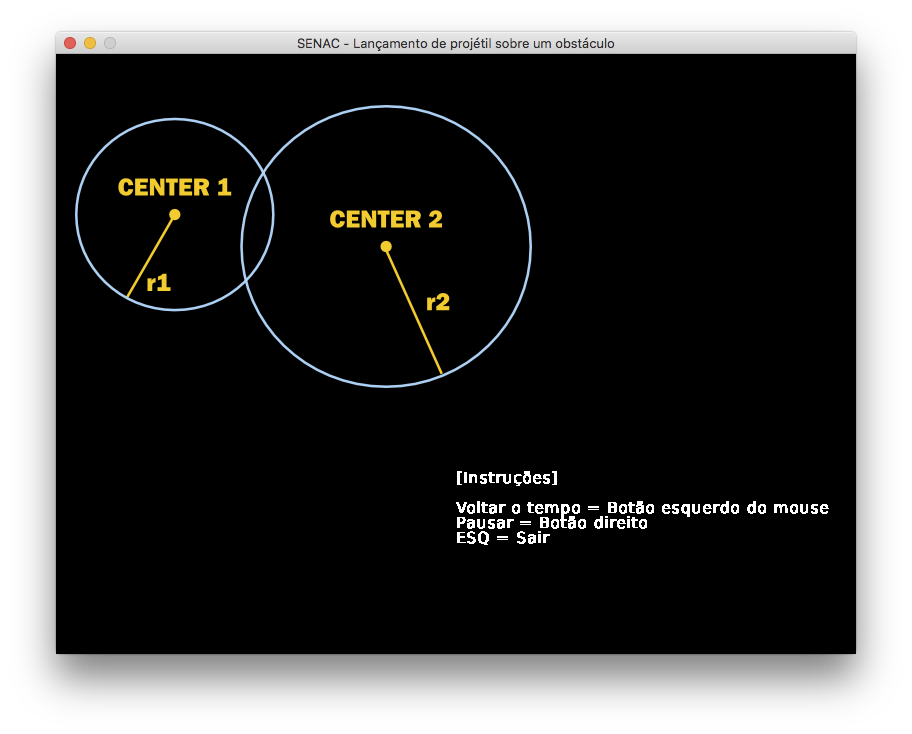 SENAC - Lançamento de projétil sobre um obstáculo
CENTER 1
CENTER 2
r1
r2
[Instruções]
Voltar o tempo = Botão esquerdo do mouse
Pausar = Botão direito
ESQ = Sair